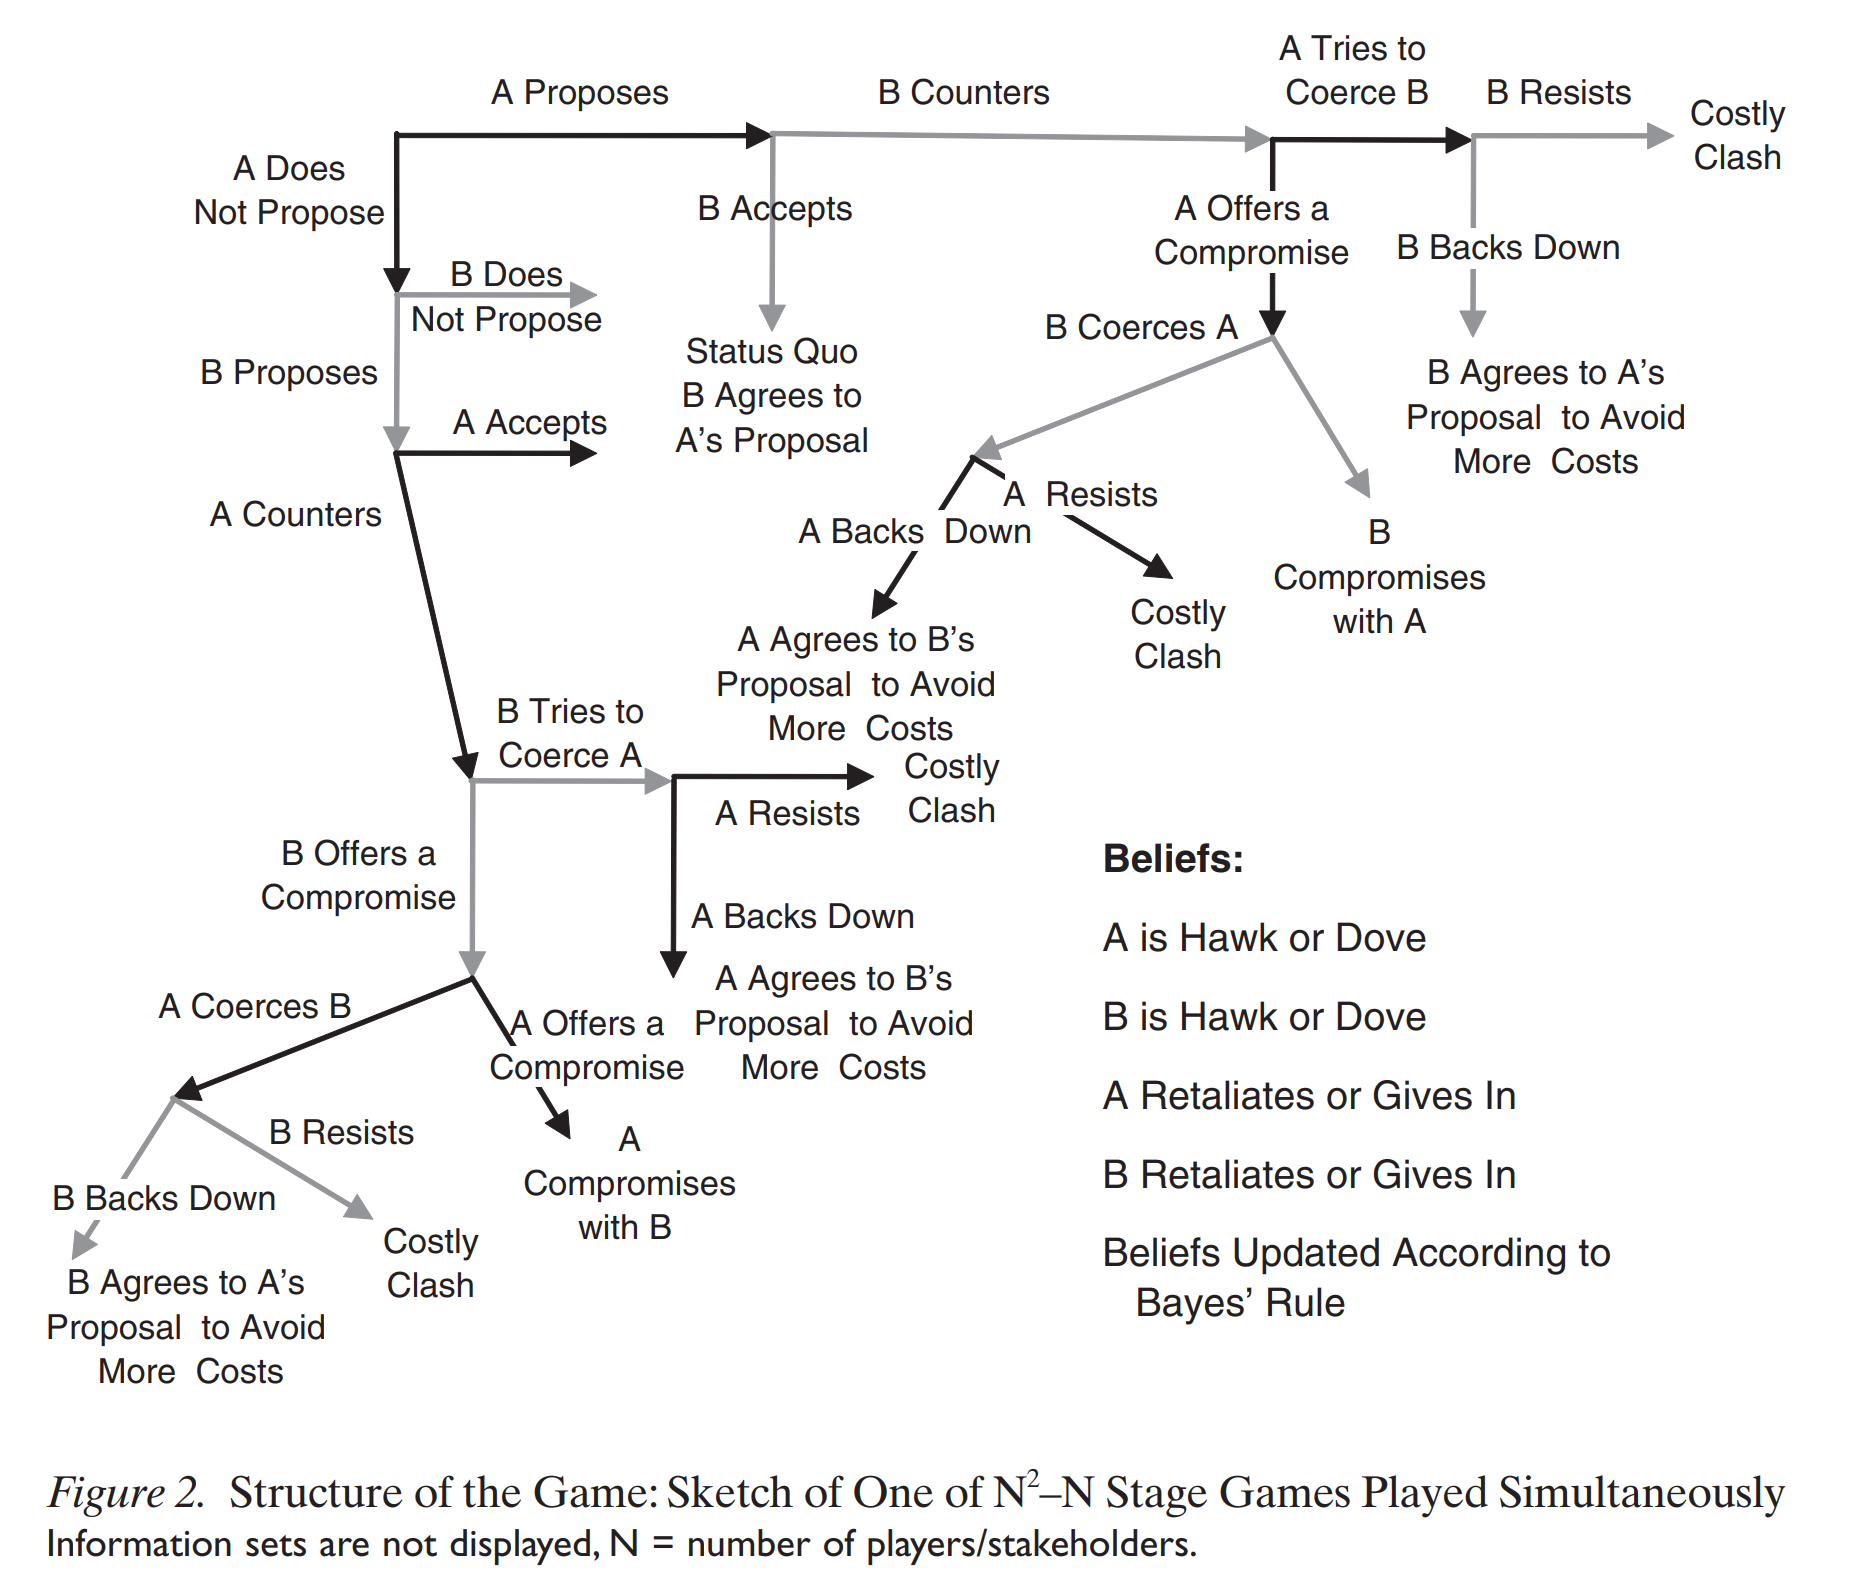 A Tries to
Coerce B
A Proposes
B Counters
B Resists
Costly
Clash
A Does
Not Propose
B Accepts
A Offers a
Compromise
B Backs Down
B Does
Not Propose
B Coerces A
Status Quo
B Agrees to
A's Proposal
B Proposes
B Agrees to A's
Proposal to Avoid
More Costs
A Accepts
A Counters
A Resists
A Backs Down
B
Compromises
with A
Costly
Clash
A Agrees to B's
Proposal to Avoid
More Costs
B Tries to
Coerce A
Costly
Clash
A Resists
B Offers a
Compromise
A Backs Down
A Agrees to B's
Proposal to Avoid
More Costs
A Coerces B
A Offers a
Compromise
B Resists
A
Compromises
with B
B Backs Down
Costly
Clash
B Agrees to A's
Proposal to Avoid
More Costs
Beliefs:
A is Hawk or Dove
B is Hawk or Dove
A Retaliates or Gives In
B Retaliates or Gives In
Beliefs Updated According to
Bayes' Rule
Figure 2. Structure of the Game: Sketch of One of N²–N Stage Games Played Simultaneously
Information sets are not displayed, N = number of players/stakeholders.